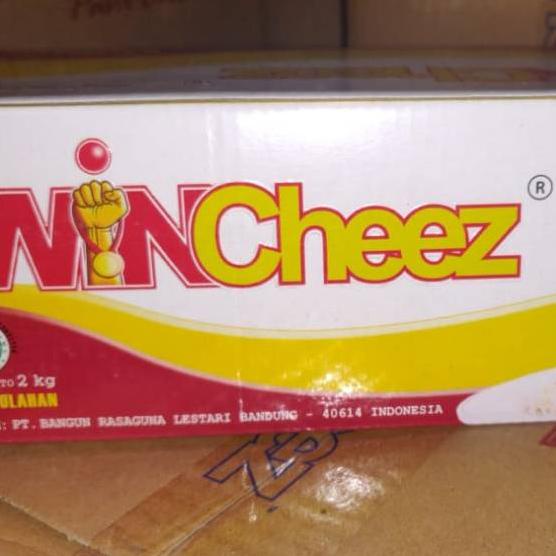 WINCheez ®
2 kg
: PT. BANGUN RASAGUNA LESTARI BANDUNG - 40614 INDONESIA